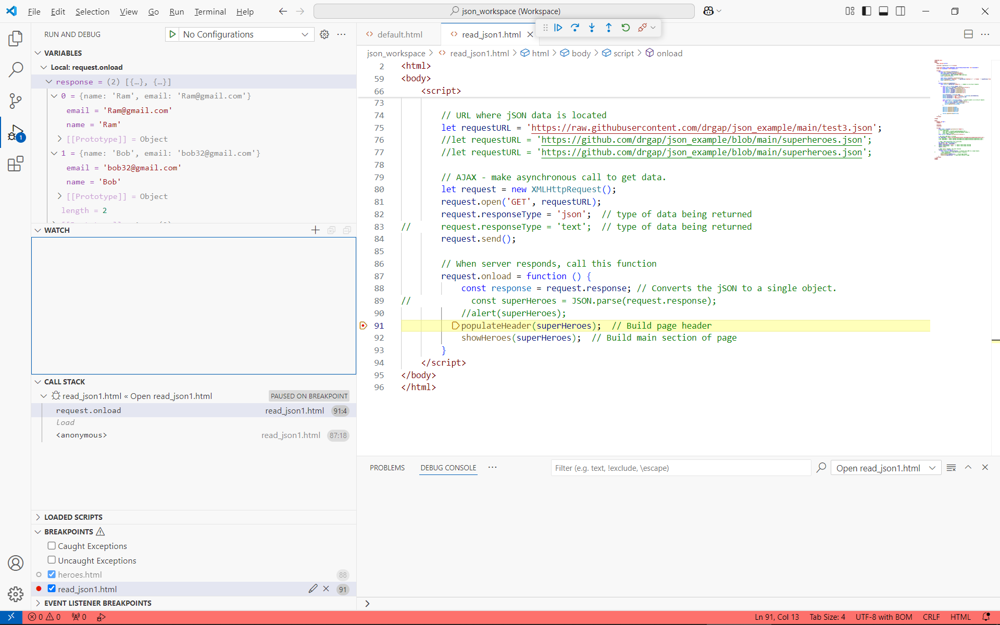 File Edit Selection View Go Run Terminal Help
json_workspace (Workspace)
RUN AND DEBUG
No Configurations
VARIABLES
Local: request.onload
response = (2) [{…}, {…}]
0 = {name: 'Ram', email: 'Ram@gmail.com'}
email = 'Ram@gmail.com'
name = 'Ram'
[[Prototype]] = Object
1 = {name: 'Bob', email: 'bob32@gmail.com'}
email = 'bob32@gmail.com'
name = 'Bob'
[[Prototype]] = Object
length = 2
WATCH
CALL STACK
read_json1.html « Open read_json1.html PAUSED ON BREAKPOINT
request.onload read_json1.html 91:4
load
<anonymous> read_json1.html 87:18
LOADED SCRIPTS
BREAKPOINTS
Caught Exceptions
Uncaught Exceptions
heroes.html 88
read_json1.html 91
EVENT LISTENER BREAKPOINTS
default.html
read_json1.html
json_workspace > read_json1.html > html > body > script > onload
2 <html>
59 <body>
66 <script>
73
74 // URL where jSON data is located
75 let requestURL = 'https://raw.githubusercontent.com/drgap/json_example/main/test3.json';
76 //let requestURL = 'https://github.com/drgap/json_example/blob/main/superheroes.json';
77 //let requestURL = 'https://github.com/drgap/json_example/blob/main/superheroes.json';
78
79 // AJAX - make asynchronous call to get data.
80 let request = new XMLHttpRequest();
81 request.open('GET', requestURL);
82 request.responseType = 'json';  // type of data being returned
83 // request.responseType = 'text';  // type of data being returned
84 request.send();
85
86 // When server responds, call this function
87 request.onload = function () {
88 const response = request.response; // Converts the jSON to a single object.
89 // const superHeroes = JSON.parse(request.response);
90 //alert(superHeroes);
91 populateHeader(superHeroes);  // Build page header
92 showHeroes(superHeroes);  // Build main section of page
93 }
94 </script>
95 </body>
96 </html>
PROBLEMS DEBUG CONSOLE
Filter (e.g. text, !exclude, \escape)
Open read_json1.html
1
0 0 0
Ln 91, Col 13 Tab Size: 4 UTF-8 with BOM CRLF HTML